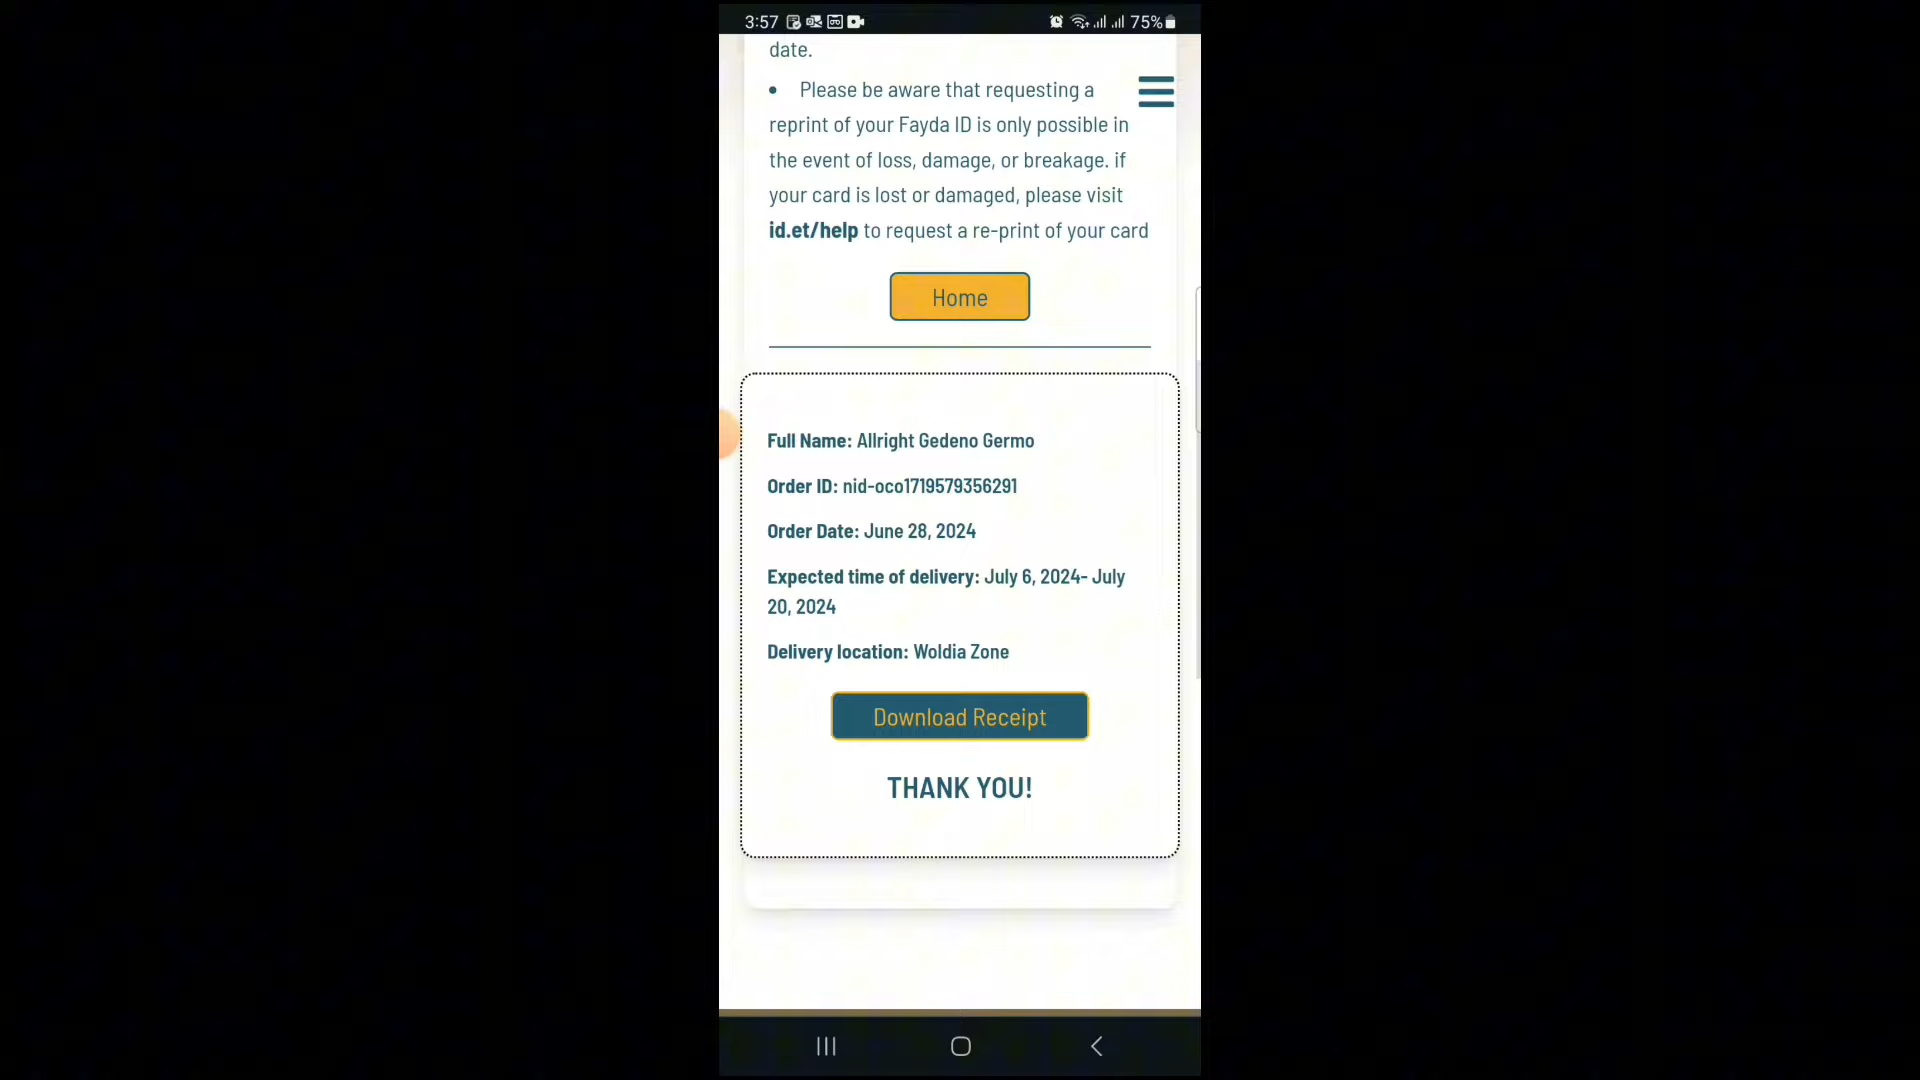 3:57
75%
date.
• Please be aware that requesting a
reprint of your Fayda ID is only possible in
the event of loss, damage, or breakage. if
your card is lost or damaged, please visit
id.et/help to request a re-print of your card
Home
Full Name: Allright Gedeno Germo
Order ID: nid-oco1719579356291
Order Date: June 28, 2024
Expected time of delivery: July 6, 2024- July
20, 2024
Delivery location: Woldia Zone
Download Receipt
THANK YOU!